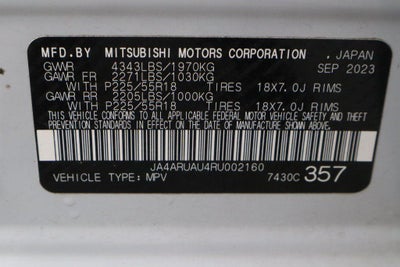 MFD.BY MITSUBISHI MOTORS CORPORATION, JAPAN
GWVR 4343LBS/1970KG SEP 2023
GAWR FR 2271LBS/1030KG
WITH P225/55R18 TIRES 18X7.0J RIMS
GAWR RR 2205LBS/1000KG
WITH P225/55R18 TIRES 18X7.0J RIMS
THIS VEHICLE CONFORMS TO ALL APPLICABLE FEDERAL
MOTOR VEHICLE SAFETY, BUMPER, AND THEFT PREVENTION
STANDARDS IN EFFECT ON THE DATE OF MANUFACTURE SHOWN ABOVE.
JA4ARUAU4RU002160
VEHICLE TYPE: MPV 7430C 357